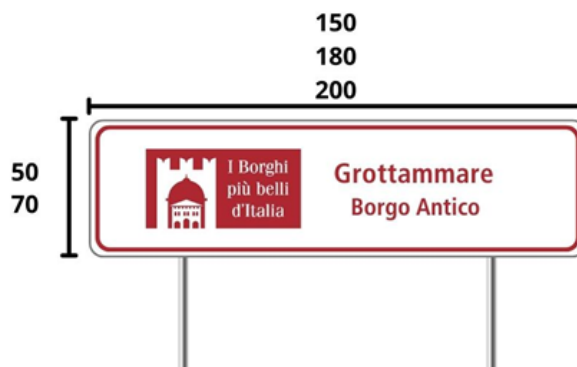 150
180
200
50
70
I Borghi
più belli
d'Italia
Grottammare
Borgo Antico